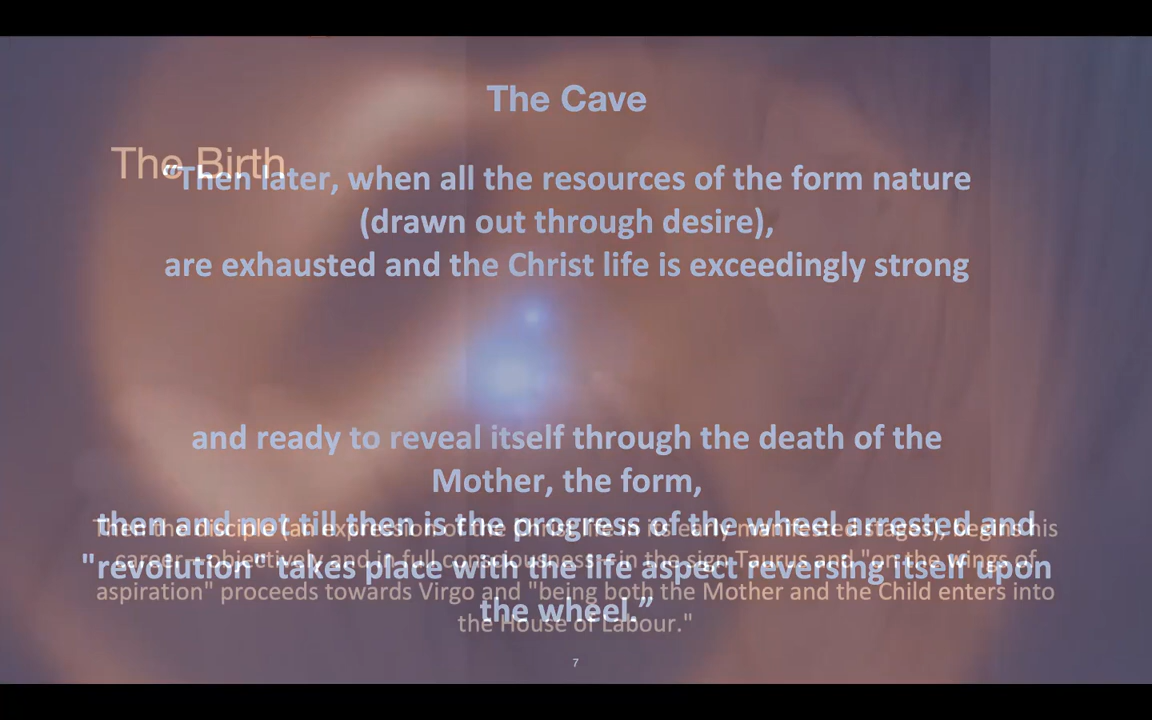 The Cave
The Birth
“Then later, when all the resources of the form nature
(drawn out through desire),
are exhausted and the Christ life is exceedingly strong
and ready to reveal itself through the death of the
Mother, the form,
then and not till then is the progress of the wheel arrested and
"revolution" takes place with the life aspect reversing itself upon
the wheel.”
Then the disciple (an expression of the Christ life in its early manifested stages), begins his
career—objectively and in full consciousness—in the sign Taurus and "on the wings of
aspiration" proceeds towards Virgo and "being both the Mother and the Child enters into
the House of Labour."
7